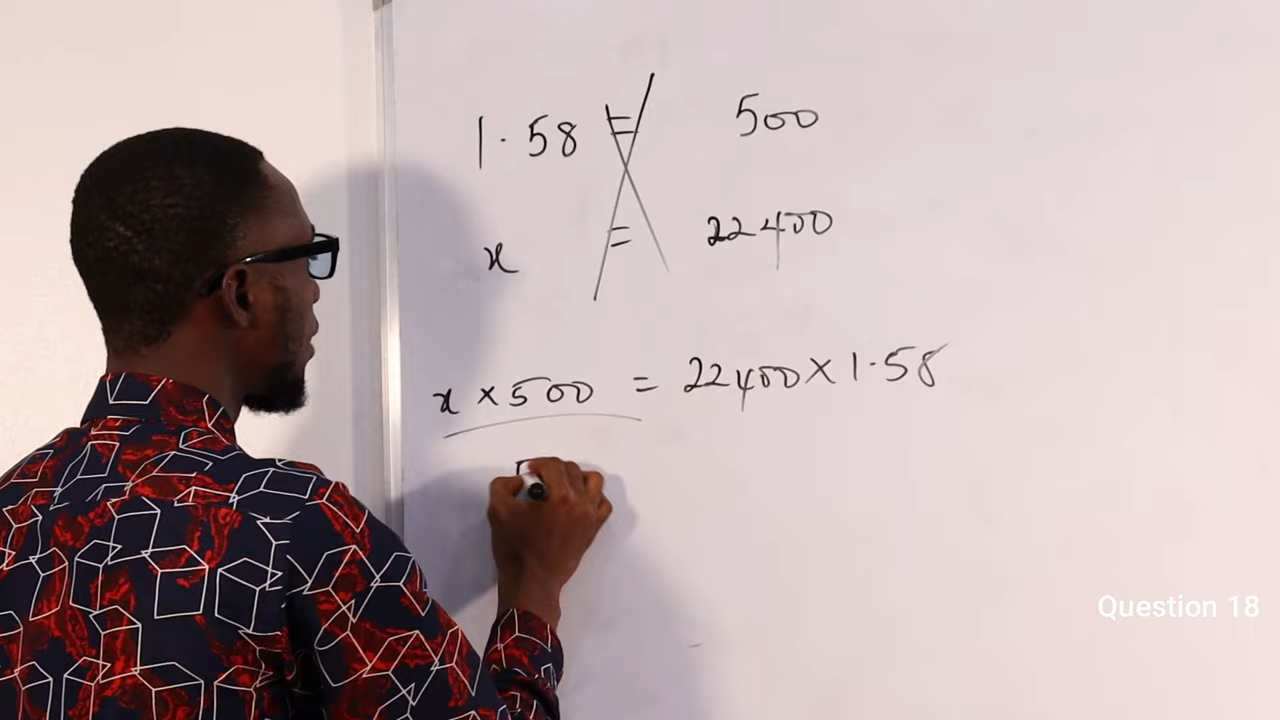 1.58 = 500
x = 22400
x × 500 = 22400 × 1.58
Question 18